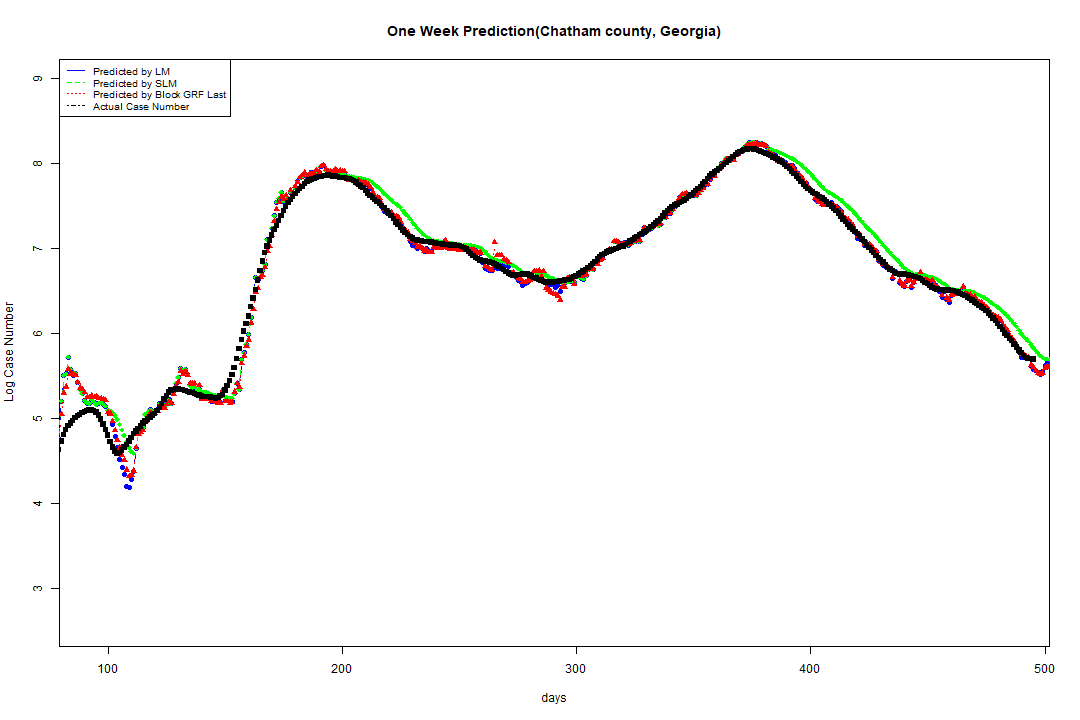 One Week Prediction(Chatham county, Georgia)
Predicted by LM
Predicted by SLM
Predicted by Block GRF Last
Actual Case Number
9
8
7
6
5
4
3
Log Case Number
100 200 300 400 500
days